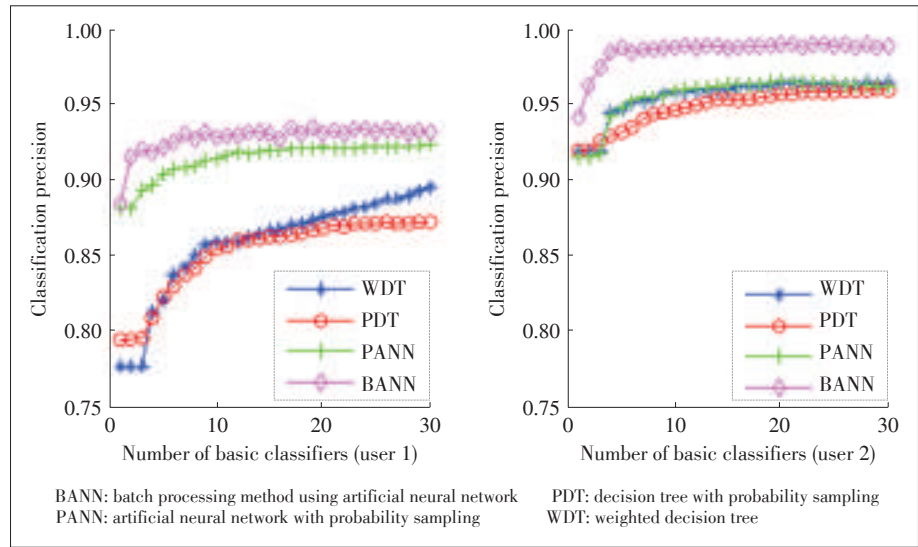 1.00
0.95
0.90
0.85
0.80
0.75
Classification precision
WDT
PDT
PANN
BANN
0 10 20 30
Number of basic classifiers (user 1)
1.00
0.95
0.90
0.85
0.80
0.75
Classification precision
WDT
PDT
PANN
BANN
0 10 20 30
Number of basic classifiers (user 2)
BANN: batch processing method using artificial neural network PDT: decision tree with probability sampling
PANN: artificial neural network with probability sampling WDT: weighted decision tree